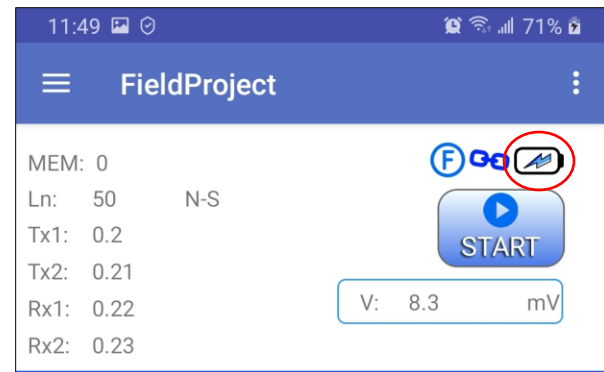 11:49 71%
FieldProject
MEM: 0 F
Ln: 50 N-S
START
Tx1: 0.2
Tx2: 0.21
V: 8.3 mV
Rx1: 0.22
Rx2: 0.23